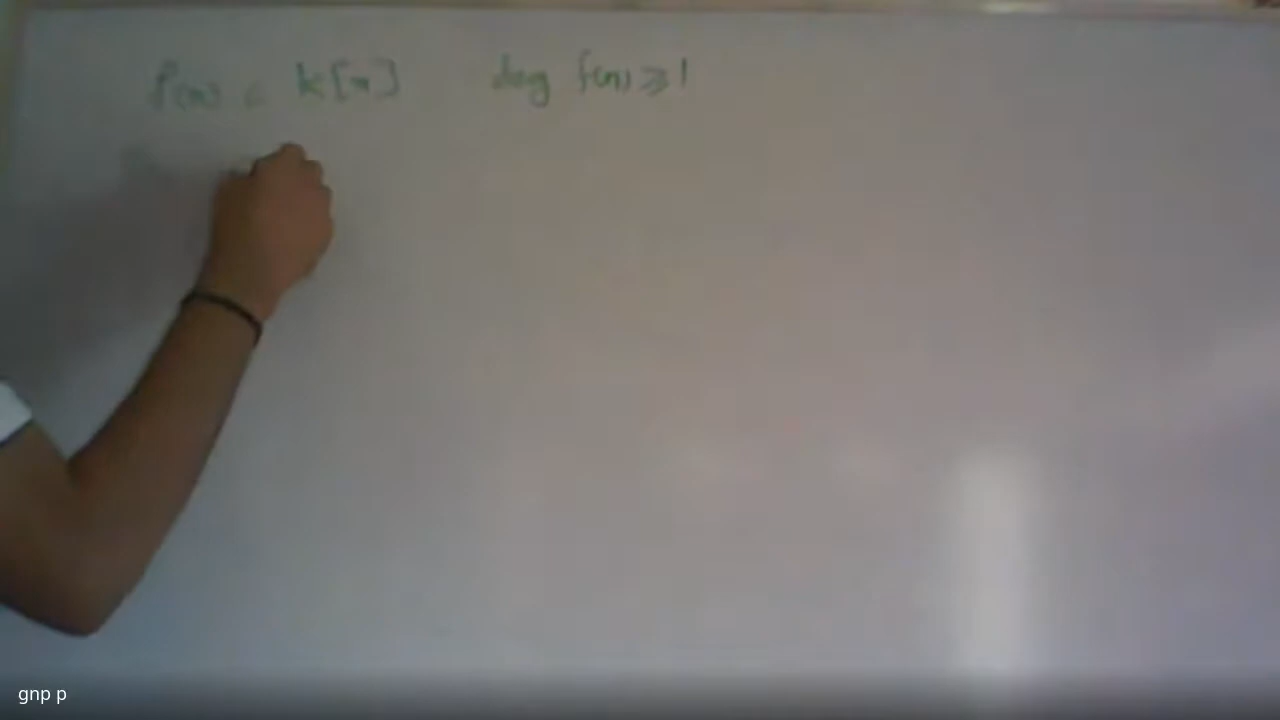 f(x) ∈ k[x] deg f(x) ⩾ 1
gnp p